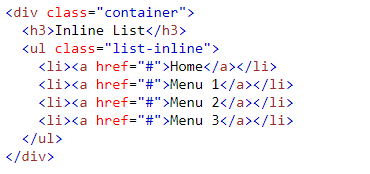 <div class="container">
  <h3>Inline List</h3>
  <ul class="list-inline">
    <li><a href="#">Home</a></li>
    <li><a href="#">Menu 1</a></li>
    <li><a href="#">Menu 2</a></li>
    <li><a href="#">Menu 3</a></li>
  </ul>
</div>